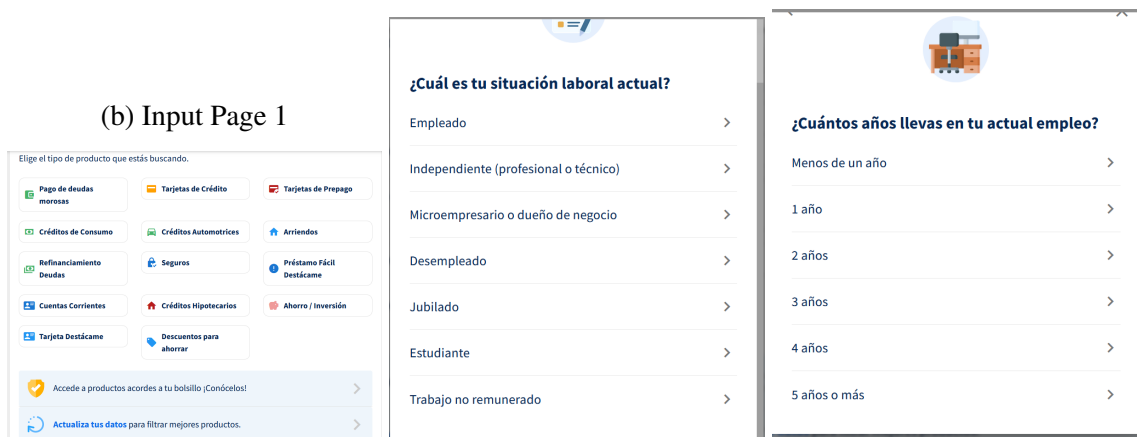 (b) Input Page 1
Elige el tipo de producto que estás buscando.
Pago de deudas
morosas
Tarjetas de Crédito
Tarjetas de Prepago
Créditos de Consumo
Créditos Automotrices
Arriendos
Refinanciamiento
Deudas
Seguros
Préstamo Fácil
Destácame
Cuentas Corrientes
Créditos Hipotecarios
Ahorro / Inversión
Tarjeta Destácame
Descuentos para
ahorrar
Accede a productos acordes a tu bolsillo ¡Conócelos!
Actualiza tus datos para filtrar mejores productos.
¿Cuál es tu situación laboral actual?
Empleado
Independiente (profesional o técnico)
Microempresario o dueño de negocio
Desempleado
Jubilado
Estudiante
Trabajo no remunerado
¿Cuántos años llevas en tu actual empleo?
Menos de un año
1 año
2 años
3 años
4 años
5 años o más